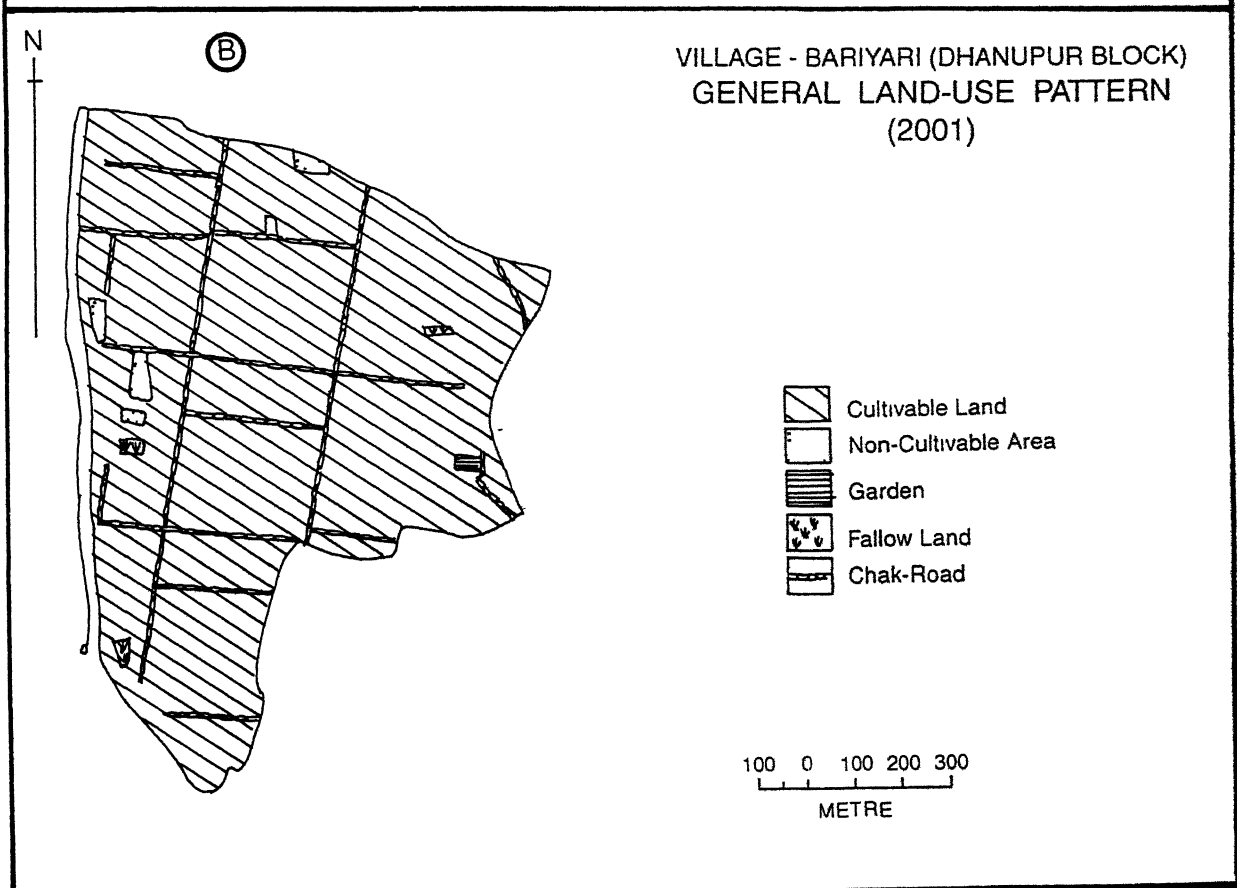 N
B
VILLAGE - BARIYARI (DHANUPUR BLOCK)
GENERAL LAND-USE PATTERN
(2001)
Cultivable Land
Non-Cultivable Area
Garden
Fallow Land
Chak-Road
100 0 100 200 300
METRE